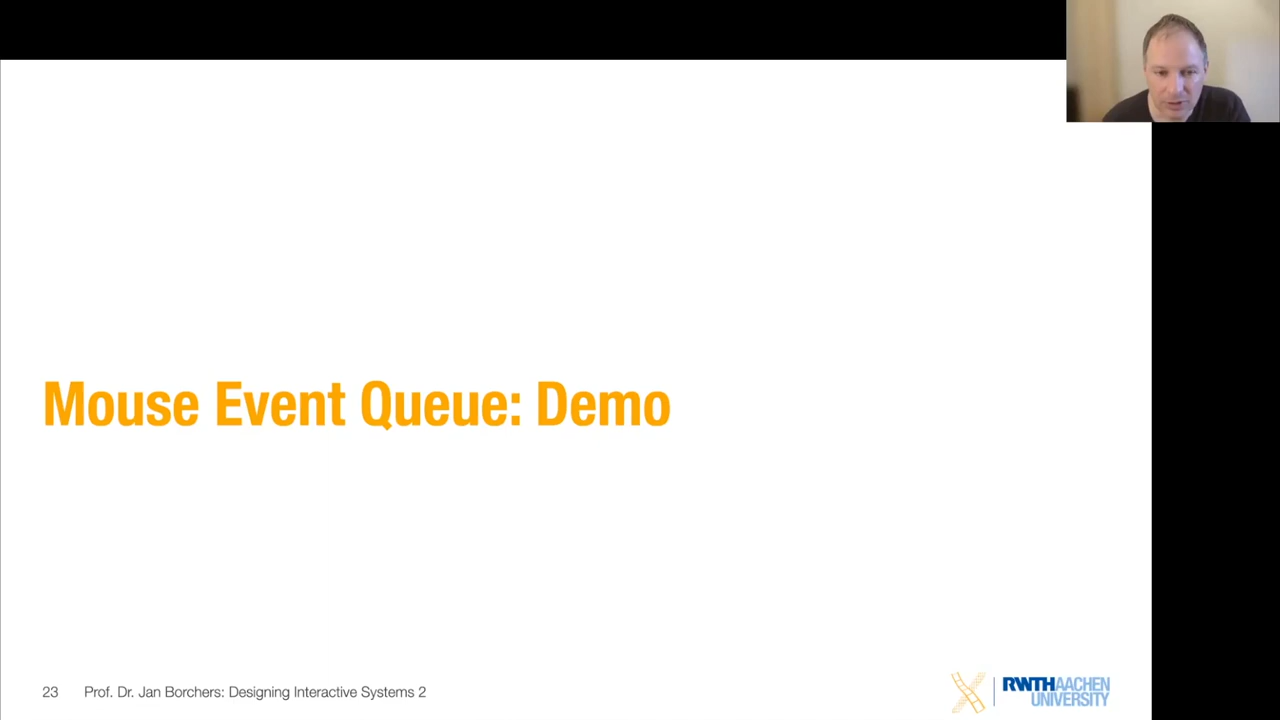 Mouse Event Queue: Demo
23 Prof. Dr. Jan Borchers: Designing Interactive Systems 2
RWTHAACHEN
UNIVERSITY